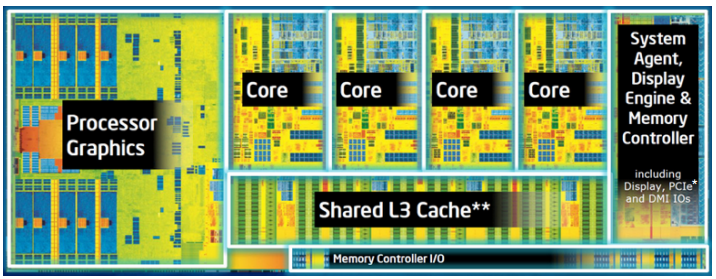 Processor
Graphics
Core
Core
Core
Core
System
Agent,
Display
Engine &
Memory
Controller
including
Display, PCIe*
and DMI IOs
Shared L3 Cache**
Memory Controller I/O